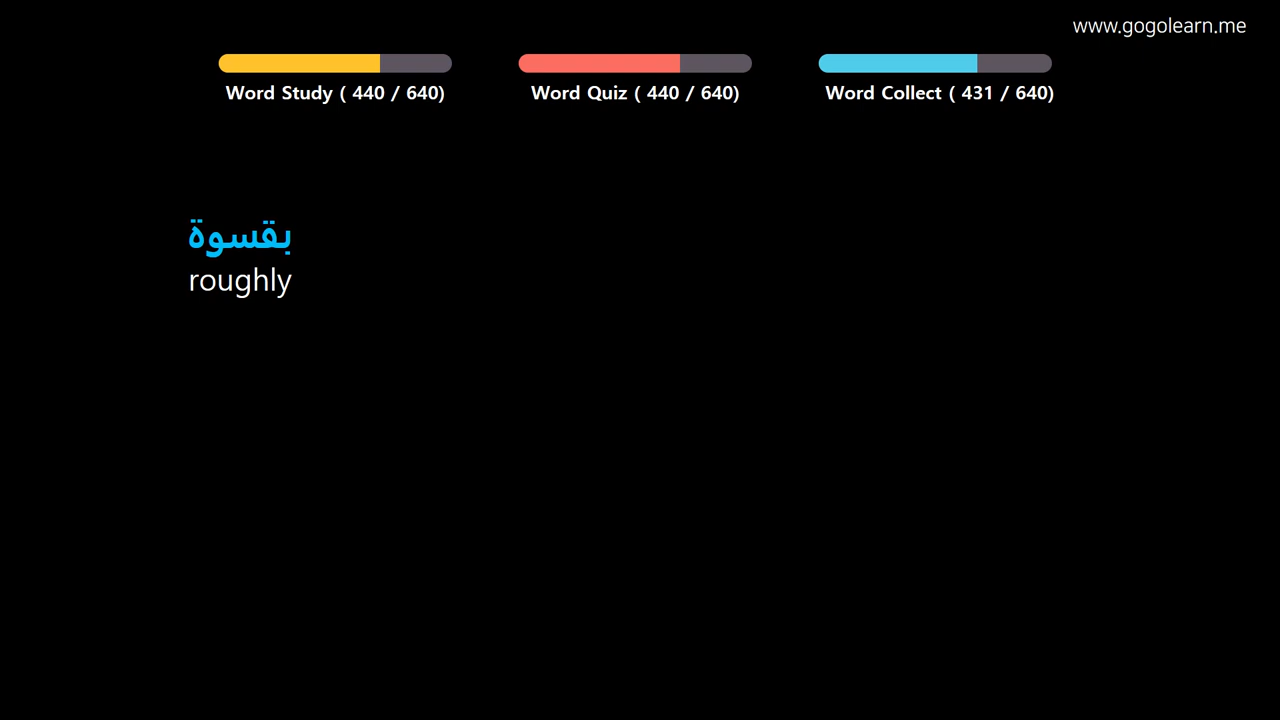 www.gogolearn.me
Word Study ( 440 / 640)
Word Quiz ( 440 / 640)
Word Collect ( 431 / 640)
بقسوة
roughly